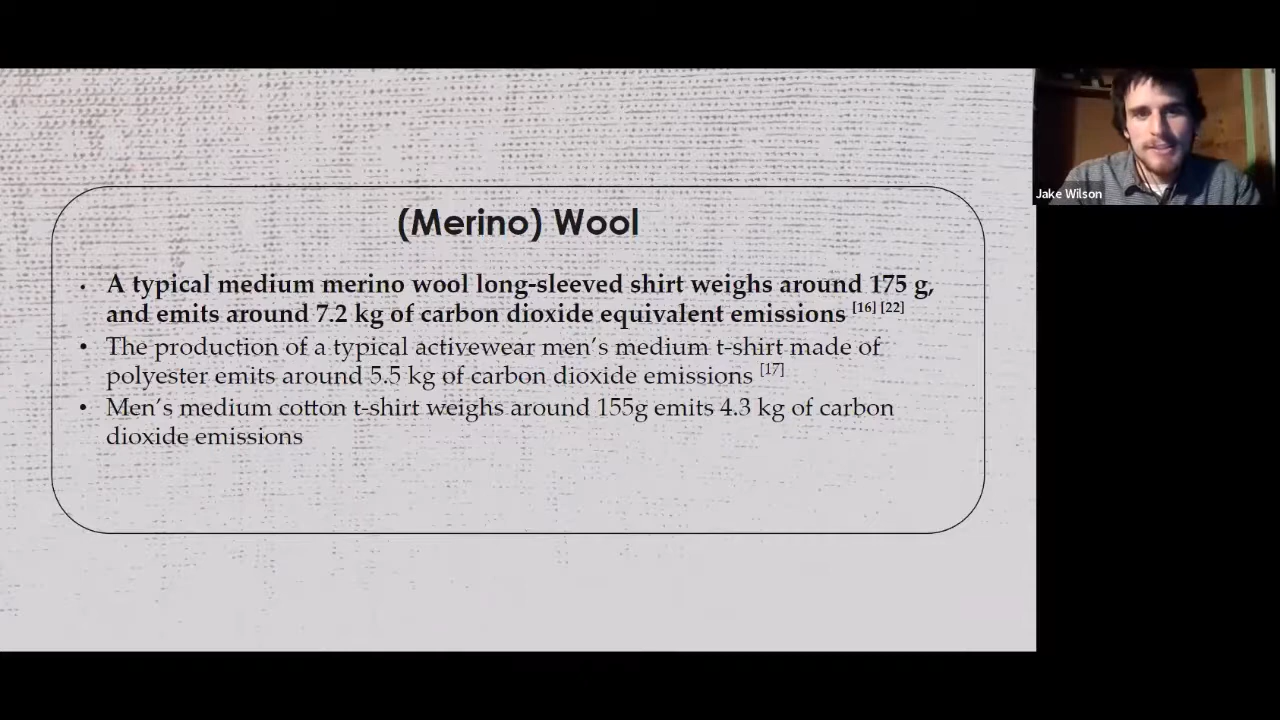 (Merino) Wool
• A typical medium merino wool long-sleeved shirt weighs around 175 g,
and emits around 7.2 kg of carbon dioxide equivalent emissions [16] [22]
• The production of a typical activewear men’s medium t-shirt made of
polyester emits around 5.5 kg of carbon dioxide emissions [17]
• Men’s medium cotton t-shirt weighs around 155g emits 4.3 kg of carbon
dioxide emissions
Jake Wilson